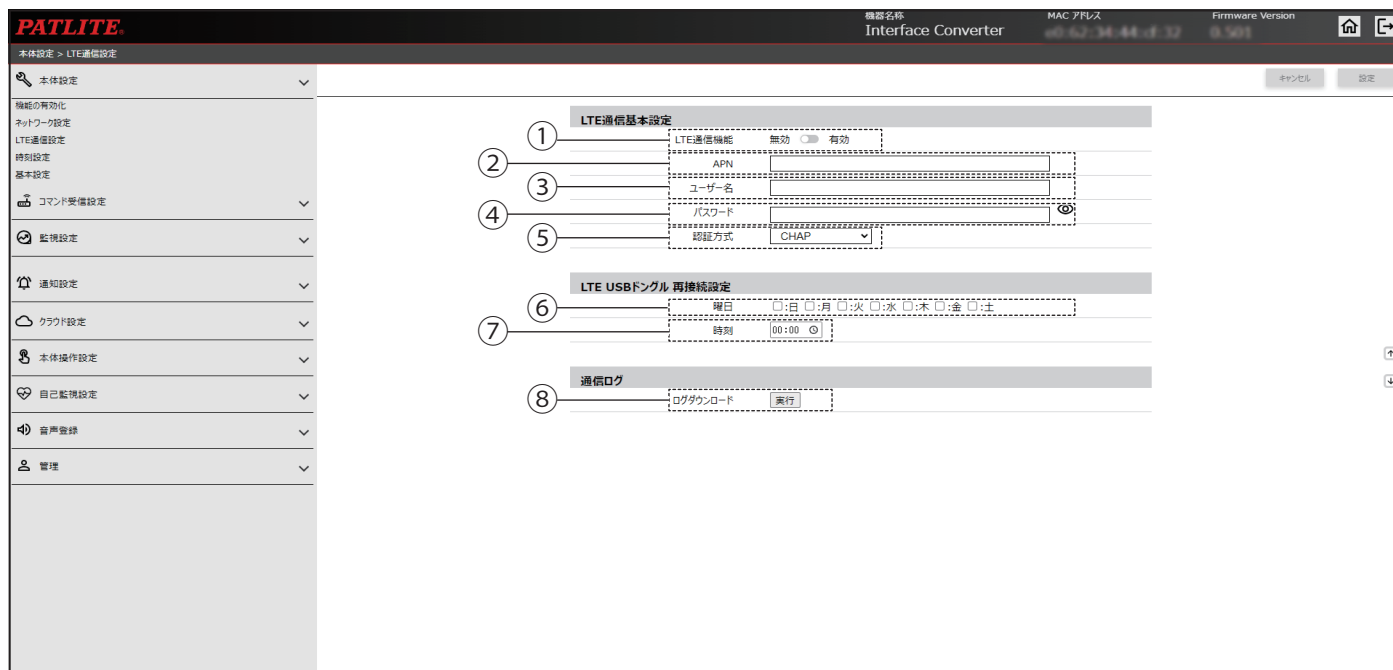 PATLITE.
機器名称
Interface Converter
MAC アドレス
Firmware Version
本体設定 > LTE通信設定
本体設定
キャンセル
設定
機能の有効化
ネットワーク設定
LTE通信設定
時刻設定
基本設定
コマンド受信設定
監視設定
通知設定
クラウド設定
本体操作設定
自己監視設定
音声登録
管理
LTE通信基本設定
① LTE通信機能 無効 有効
② APN
③ ユーザー名
④ パスワード
⑤ 認証方式 CHAP
LTE USBドングル 再接続設定
⑥ 曜日 :日 :月 :火 :水 :木 :金 :土
⑦ 時刻 00:00
通信ログ
⑧ ログダウンロード 実行